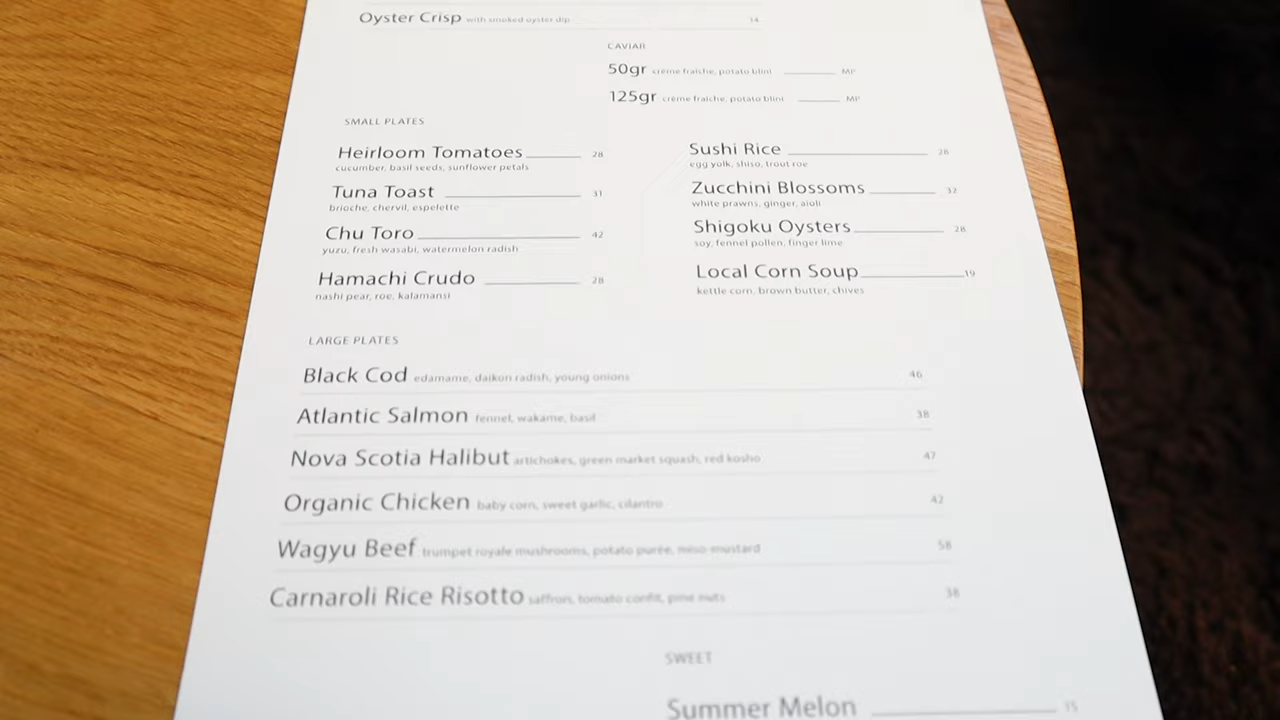 Oyster Crisp with smoked oyster dip 14
CAVIAR
50gr crème fraîche, potato blini MP
125gr crème fraîche, potato blini MP
SMALL PLATES
Heirloom Tomatoes 28
cucumber, basil seeds, sunflower petals
Tuna Toast 31
brioche, chervil, espelette
Chu Toro 42
yuzu, fresh wasabi, watermelon radish
Hamachi Crudo 28
nashi pear, roe, kalamansi
Sushi Rice 26
egg yolk, shiso, trout roe
Zucchini Blossoms 32
white prawns, ginger, aioli
Shigoku Oysters 28
soy, fennel pollen, finger lime
Local Corn Soup 19
kettle corn, brown butter, chives
LARGE PLATES
Black Cod edamame, daikon radish, young onions 46
Atlantic Salmon fennel, wakame, basil 38
Nova Scotia Halibut artichokes, green market squash, red kosho 47
Organic Chicken baby corn, sweet garlic, cilantro 42
Wagyu Beef trumpet royale mushrooms, potato purée, miso mustard 58
Carnaroli Rice Risotto saffron, tomato confit, pine nuts 38
SWEET
Summer Melon 15